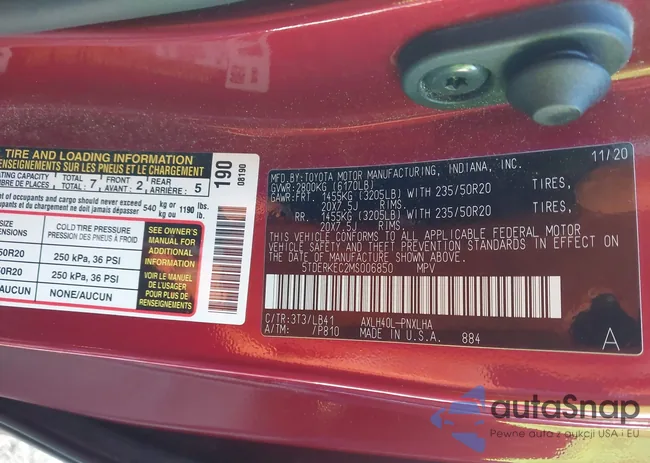 TIRE AND LOADING INFORMATION
RENSEIGNEMENTS SUR LES PNEUS ET LE CHARGEMENT
ATING CAPACITY TOTAL 7 FRONT 2 REAR 5
MBRE DE PLACES TOTAL AVANT ARRIÈRE
nt of occupants and cargo should never exceed 540 kg or 1190 lbs.
t du chargement ne doit jamais dépasser kg ou lb.
COLD TIRE PRESSURE
PRESSION DES PNEUS À FROID
50R20 250 kPa, 36 PSI
0R20 250 kPa, 36 PSI
NONE/AUCUN
SEE OWNER'S
MANUAL FOR
ADDITIONAL
INFORMATION
VOIR LE MANUEL
DE L'USAGER
POUR PLUS DE
RENSEIGNEMENTS
190
08190
MFD.BY:TOYOTA MOTOR MANUFACTURING, INDIANA, INC. 11/20
GVWR:2800KG (6170LB)
GAWR:FRT. 1455KG (3205LB) WITH 235/50R20 TIRES,
20X7.5J RIMS.
RR. 1455KG (3205LB) WITH 235/50R20 TIRES,
20X7.5J RIMS.
THIS VEHICLE CONFORMS TO ALL APPLICABLE FEDERAL MOTOR
VEHICLE SAFETY AND THEFT PREVENTION STANDARDS IN EFFECT ON
THE DATE OF MANUFACTURE SHOWN ABOVE.
5TDERKEC2MS006850 MPV
C/TR:3T3/LB41 AXLH40L-PNXLHA
A/TM: /P810 MADE IN U.S.A. 884
A
autoSnap
Pewne auta z aukcji USA i EU